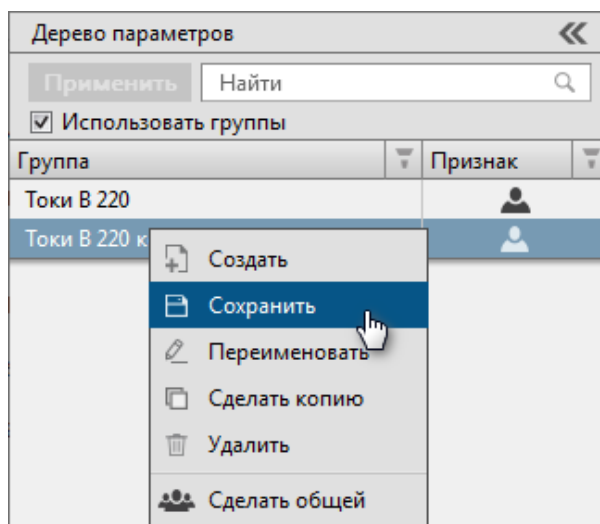 Дерево параметров
Применить Найти
Использовать группы
Группа Признак
Токи В 220
Токи В 220 к
Создать
Сохранить
Переименовать
Сделать копию
Удалить
Сделать общей